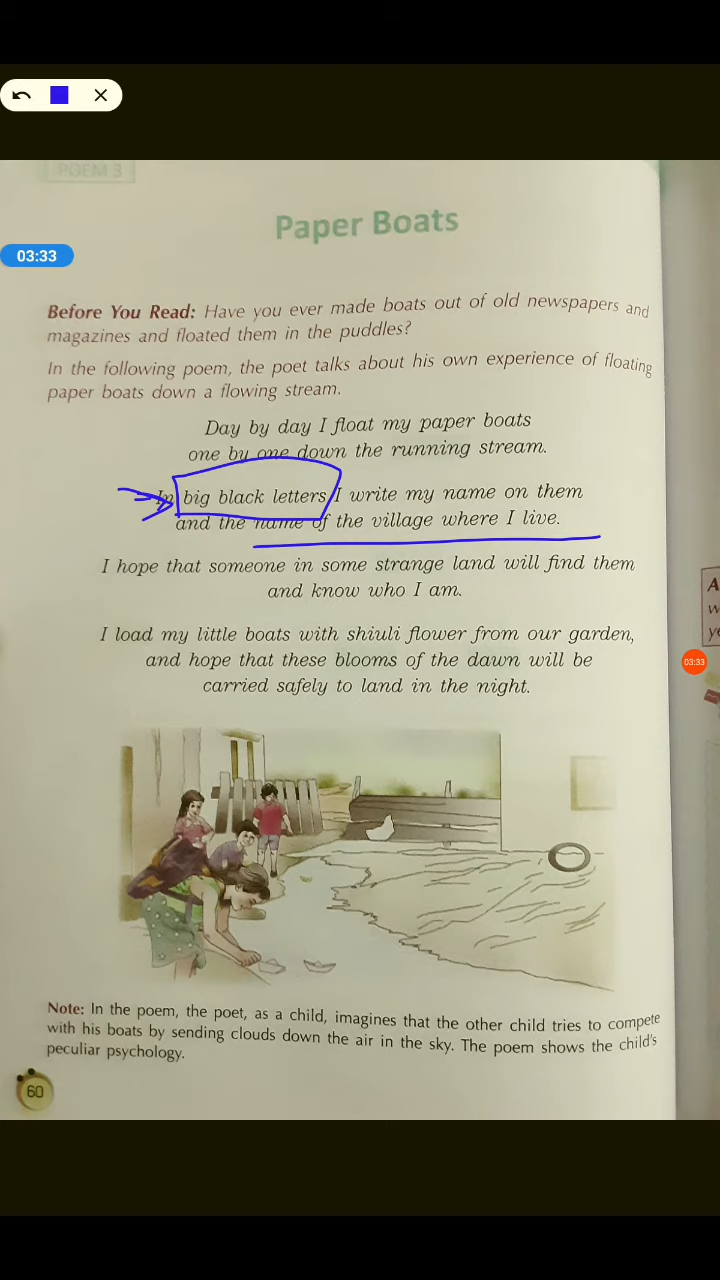 POEM 3
Paper Boats
03:33
Before You Read: Have you ever made boats out of old newspapers and
magazines and floated them in the puddles?
In the following poem, the poet talks about his own experience of floating
paper boats down a flowing stream.
Day by day I float my paper boats
one by one down the running stream.
In big black letters I write my name on them
and the name of the village where I live.
I hope that someone in some strange land will find them
and know who I am.
I load my little boats with shiuli flower from our garden,
and hope that these blooms of the dawn will be
carried safely to land in the night.
03:33
Note: In the poem, the poet, as a child, imagines that the other child tries to compete
with his boats by sending clouds down the air in the sky. The poem shows the child's
peculiar psychology.
60